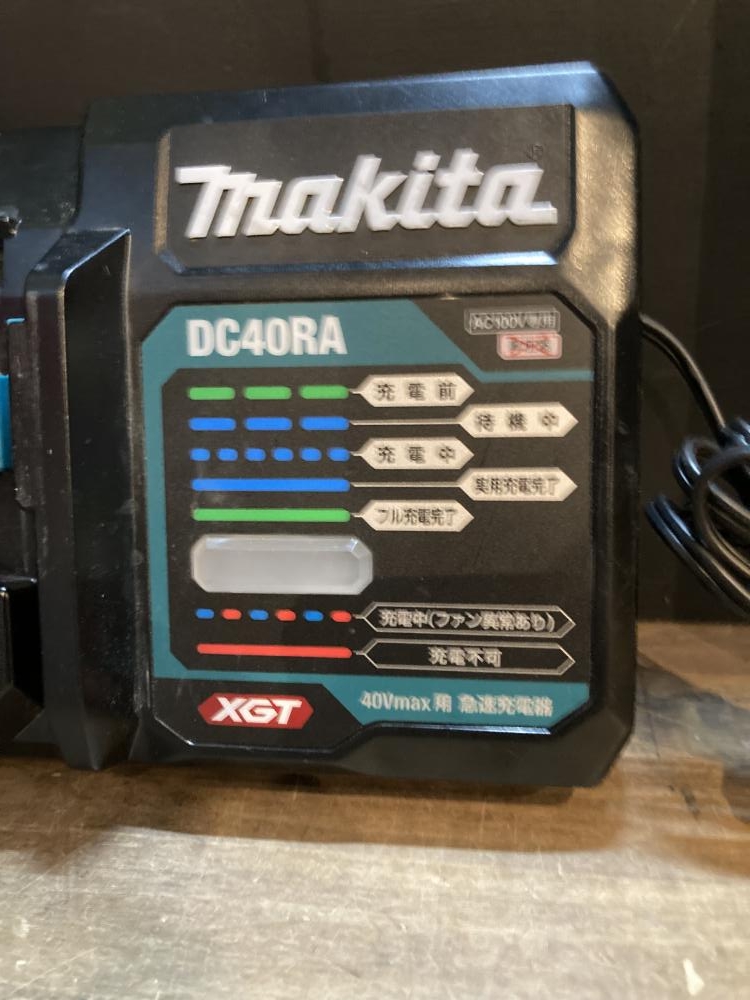 makita
DC40RA
AC100V専用
充電前
待機中
充電中
実用充電完了
フル充電完了
充電中(ファン異常あり)
充電不可
XGT
40Vmax用 急速充電器